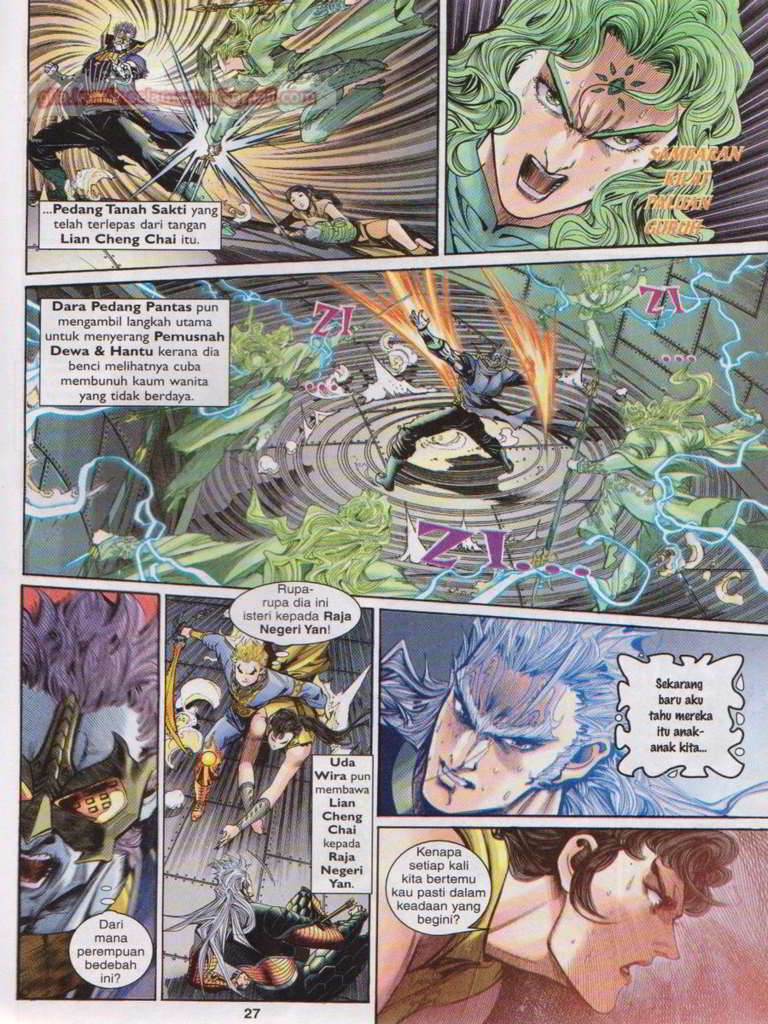 ...Pedang Tanah Sakti yang
telah terlepas dari tangan
Lian Cheng Chai itu.
SAMBARAN
KILAT
PALUAN
GURUH
Dara Pedang Pantas pun
mengambil langkah utama
untuk menyerang Pemusnah
Dewa & Hantu kerana dia
benci melihatnya cuba
membunuh kaum wanita
yang tidak berdaya.
ZI
...
ZI
...
ZI...
Dari
mana
perempuan
bedebah
ini?
Rupa-
rupa dia ini
isteri kepada Raja
Negeri Yan!
Uda
Wira pun
membawa
Lian
Cheng
Chai
kepada
Raja
Negeri
Yan.
Sekarang
baru aku
tahu mereka
itu anak-
anak kita...
Kenapa
setiap kali
kita bertemu
kau pasti dalam
keadaan yang
begini?
27